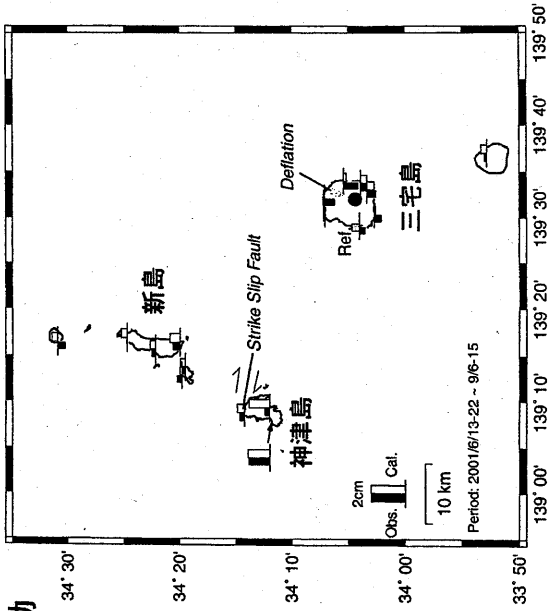 動
34° 30'
34° 20'
34° 10'
34° 00'
33° 50'
新島
Strike Slip Fault
神津島
Deflation
Ref.
三宅島
2cm
Obs.
Cal.
10 km
Period: 2001/6/13-22 ~ 9/6-15
139° 00'
139° 10'
139° 20'
139° 30'
139° 40'
139° 50'